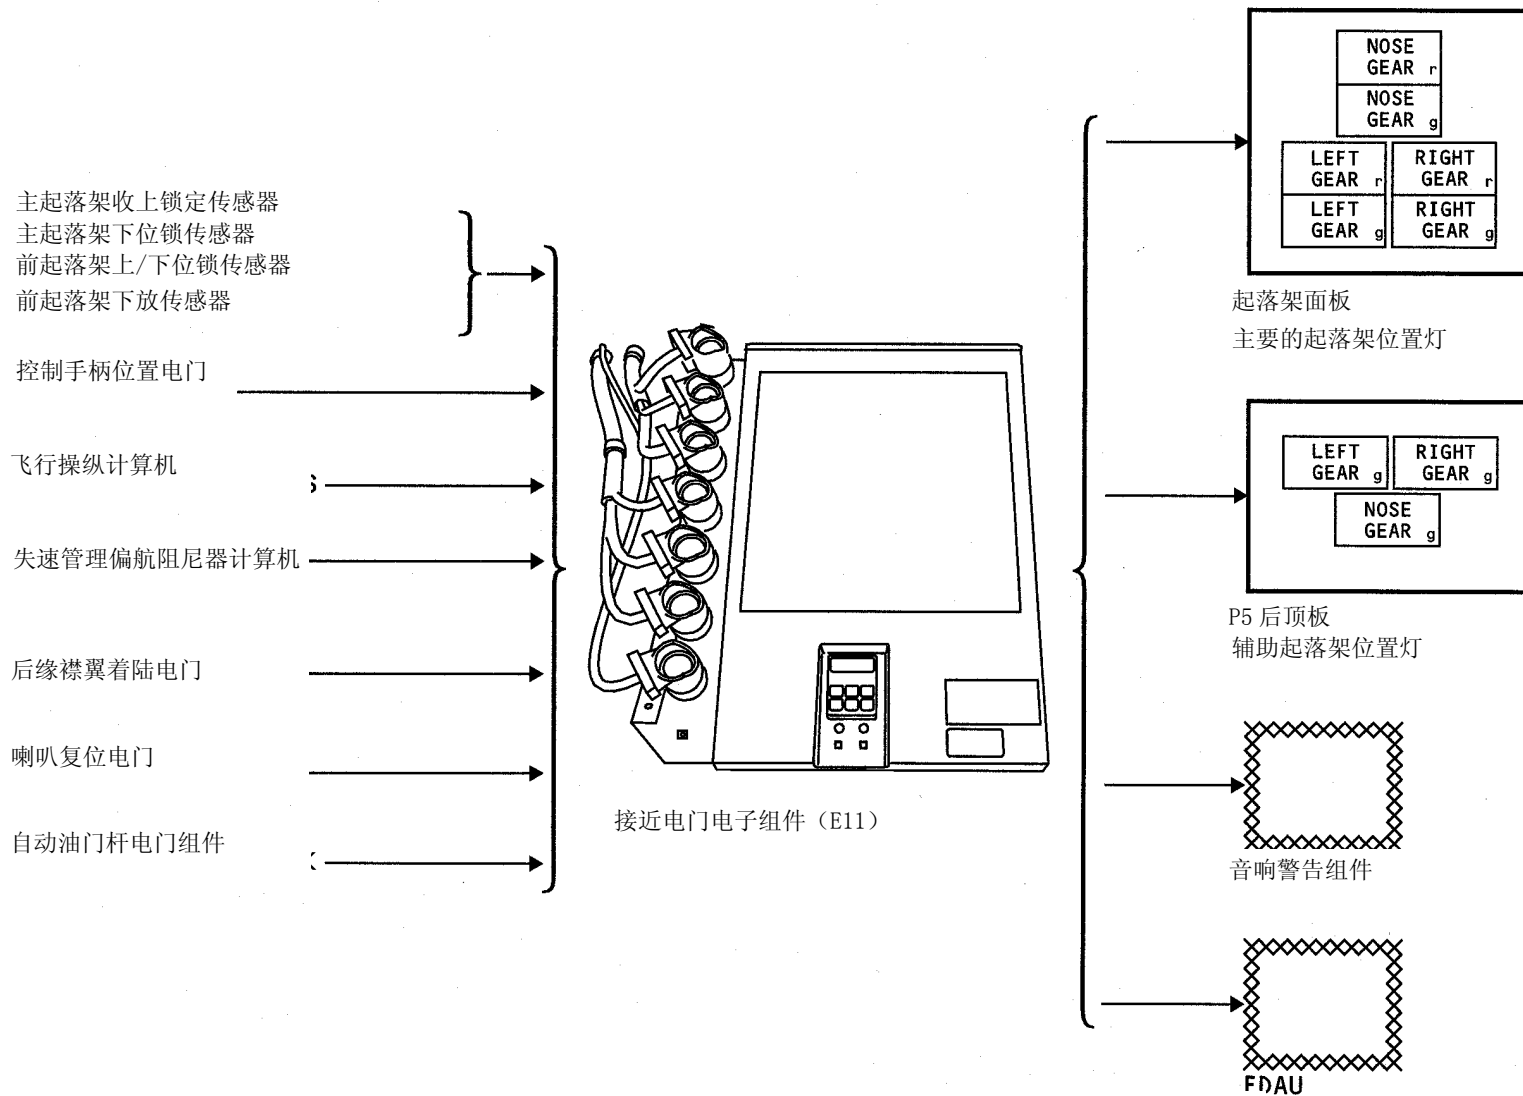 主起落架收上锁定传感器
主起落架下位锁传感器
前起落架上/下位锁传感器
前起落架下放传感器
控制手柄位置电门
飞行操纵计算机
失速管理偏航阻尼器计算机
后缘襟翼着陆电门
喇叭复位电门
自动油门杆电门组件
接近电门电子组件（E11）
NOSE
GEAR r
NOSE
GEAR g
LEFT
GEAR r
RIGHT
GEAR r
LEFT
GEAR g
RIGHT
GEAR g
起落架面板
主要的起落架位置灯
LEFT
GEAR g
RIGHT
GEAR g
NOSE
GEAR g
P5 后顶板
辅助起落架位置灯
音响警告组件
FDAU